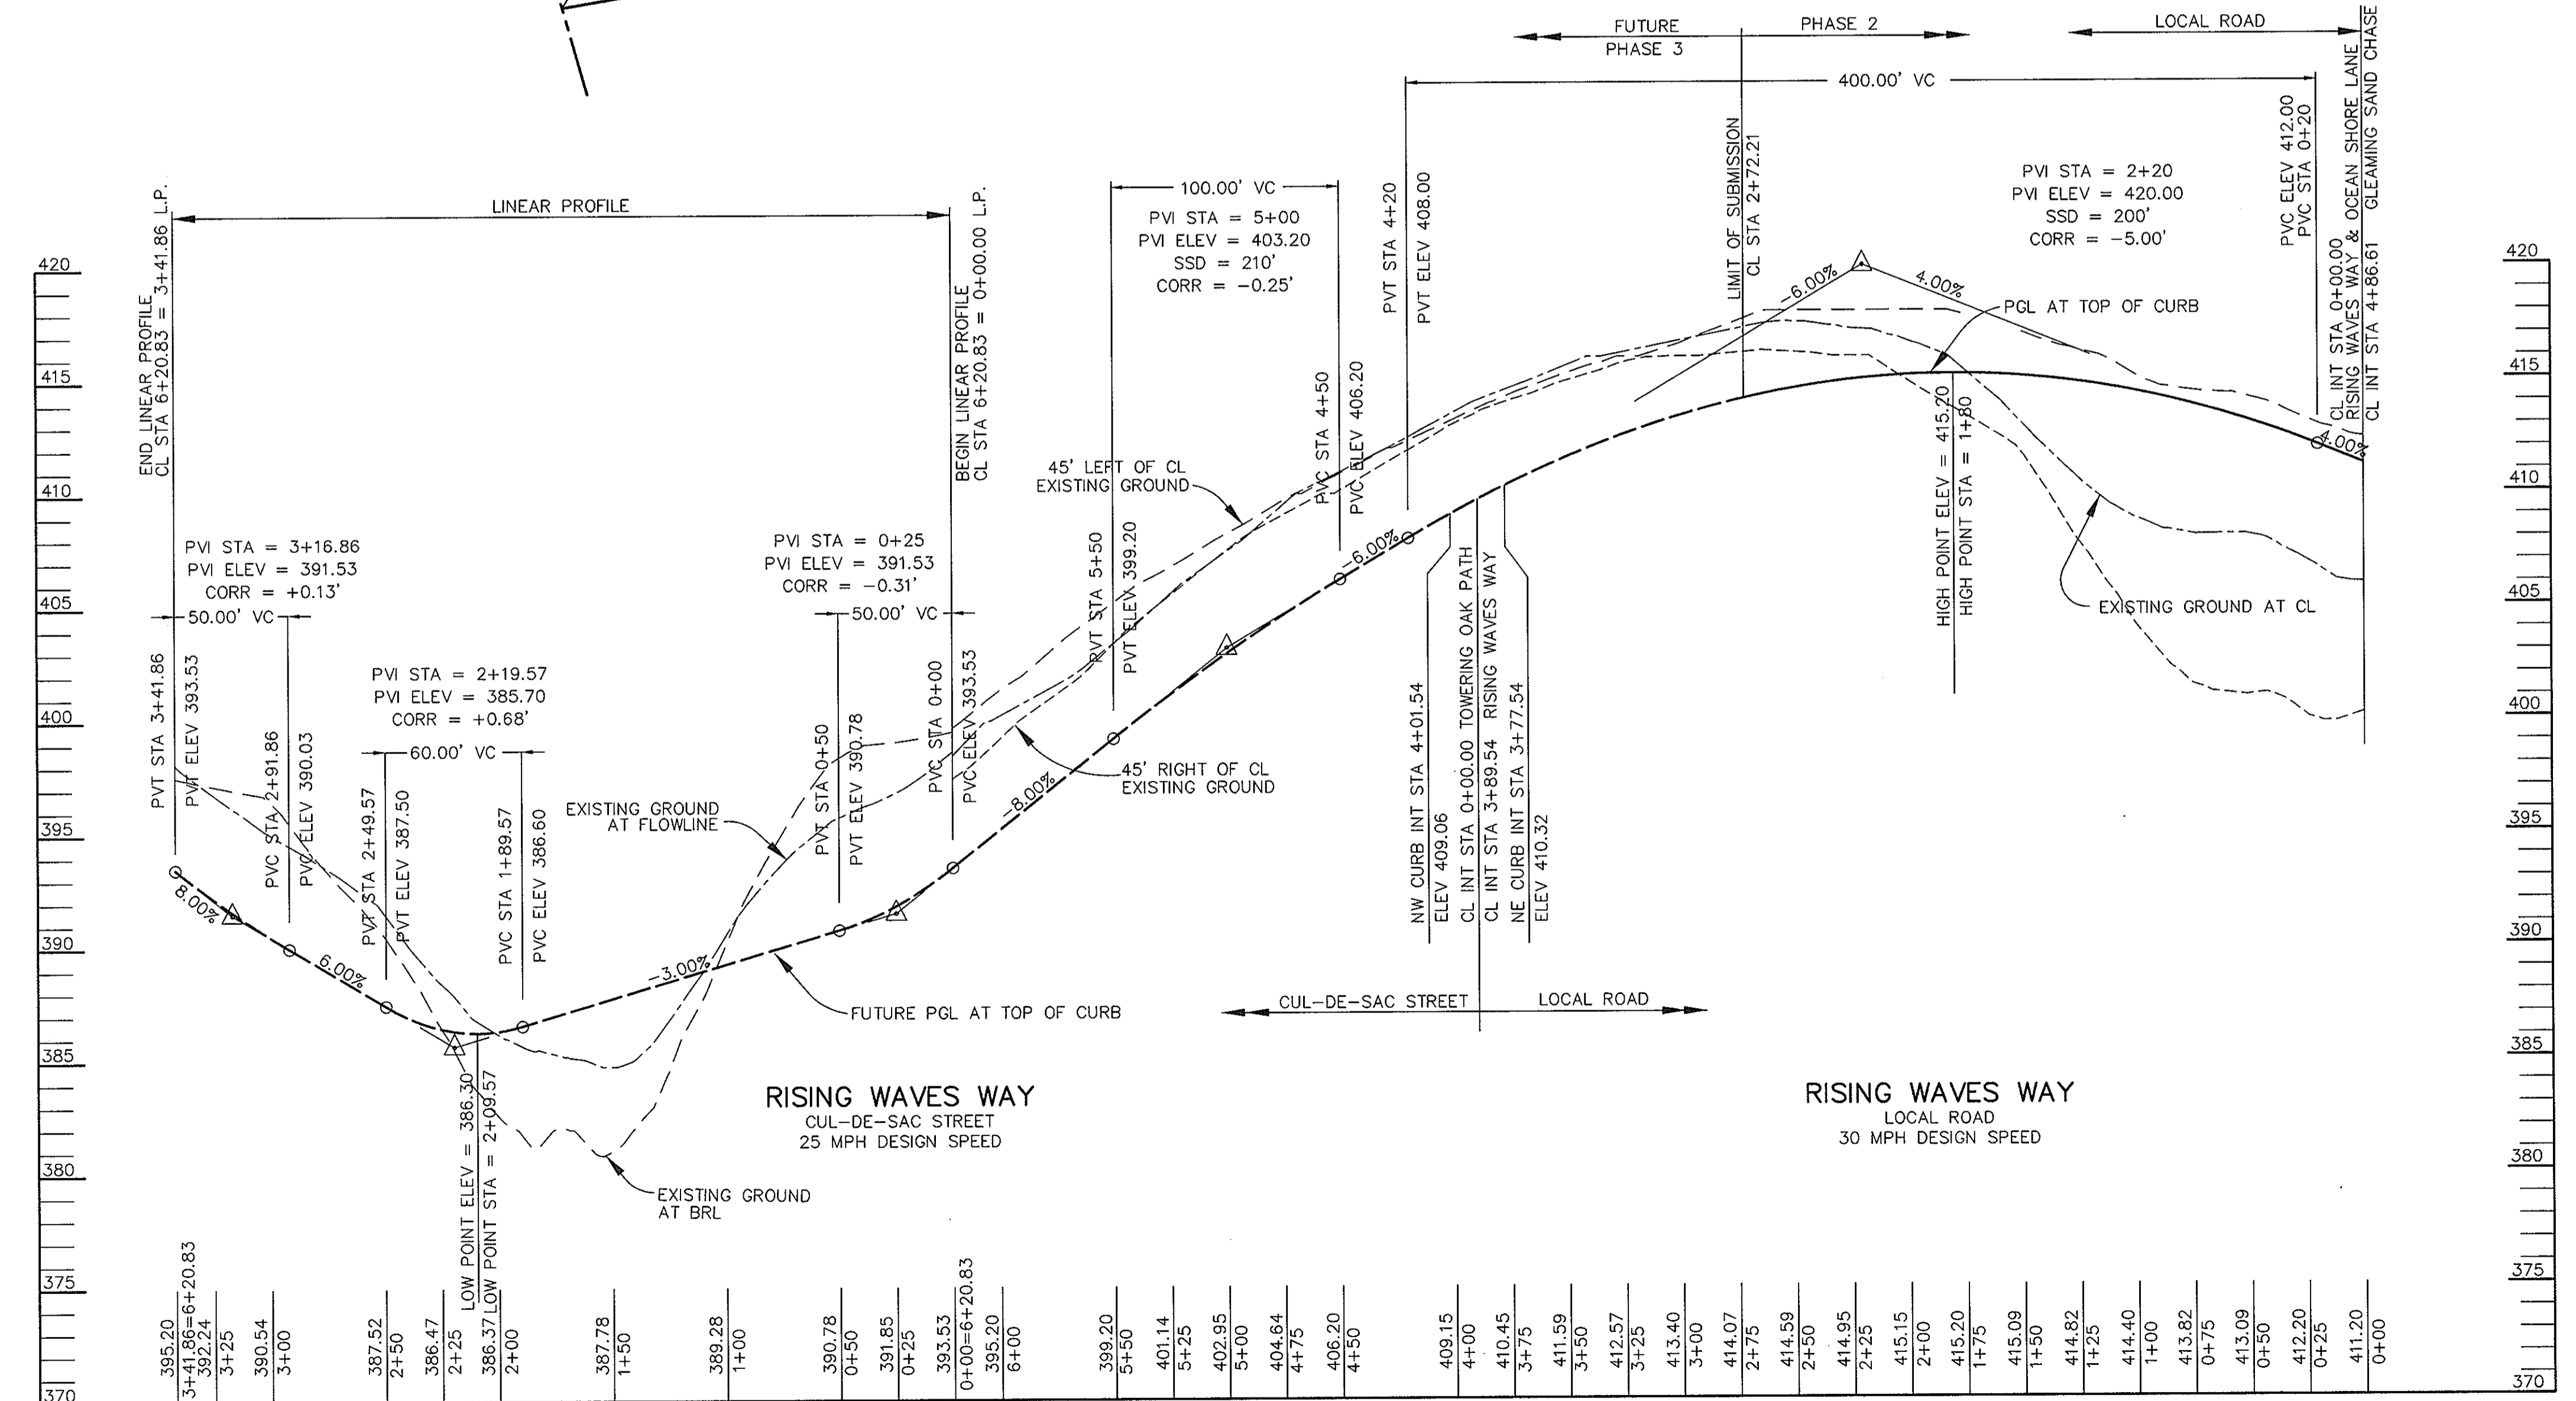 FUTURE
PHASE 3
PHASE 2
LOCAL ROAD
400.00' VC
END LINEAR PROFILE
CL STA 6+20.83 = 3+41.86 L.P.
LINEAR PROFILE
BEGIN LINEAR PROFILE
CL STA 6+20.83 = 0+00.00 L.P.
100.00' VC
PVI STA = 5+00
PVI ELEV = 403.20
SSD = 210'
CORR = -0.25'
PVT STA 4+20
PVT ELEV 408.00
LIMIT OF SUBMISSION
CL STA 2+72.21
PVI STA = 2+20
PVI ELEV = 420.00
SSD = 200'
CORR = -5.00'
PVC ELEV 412.00
PVC STA 0+20
CL INT STA 0+00.00
RISING WAVES WAY & OCEAN SHORE LANE
CL INT STA 4+86.61 GLEAMING SAND CHASE
-6.00%
4.00%
PGL AT TOP OF CURB
4.00%
PVC STA 4+50
PVC ELEV 406.20
45' LEFT OF CL
EXISTING GROUND
HIGH POINT ELEV = 415.20
HIGH POINT STA = 1+80
EXISTING GROUND AT CL
PVI STA = 3+16.86
PVI ELEV = 391.53
CORR = +0.13'
50.00' VC
PVI STA = 0+25
PVI ELEV = 391.53
CORR = -0.31'
50.00' VC
PVT STA 5+50
PVT ELEV 399.20
-6.00%
PVT STA 3+41.86
PVT ELEV 393.53
PVC STA 2+91.86
PVC ELEV 390.03
PVI STA = 2+19.57
PVI ELEV = 385.70
CORR = +0.68'
60.00' VC
PVT STA 2+49.57
PVT ELEV 387.50
PVC STA 1+89.57
PVC ELEV 386.60
EXISTING GROUND
AT FLOWLINE
PVT STA 0+50
PVT ELEV 390.78
PVC STA 0+00
PVC ELEV 393.53
45' RIGHT OF CL
EXISTING GROUND
-8.00%
NW CURB INT STA 4+01.54
ELEV 409.06
CL INT STA 0+00.00 TOWERING OAK PATH
CL INT STA 3+89.54 RISING WAVES WAY
NE CURB INT STA 3+77.54
ELEV 410.32
8.00%
6.00%
-3.00%
FUTURE PGL AT TOP OF CURB
CUL-DE-SAC STREET
LOCAL ROAD
LOW POINT ELEV = 386.30
LOW POINT STA = 2+09.57
RISING WAVES WAY
CUL-DE-SAC STREET
25 MPH DESIGN SPEED
RISING WAVES WAY
LOCAL ROAD
30 MPH DESIGN SPEED
EXISTING GROUND
AT BRL
420
415
410
405
400
395
390
385
380
375
370
420
415
410
405
400
395
390
385
380
375
370
395.20
3+41.86=6+20.83
392.24
3+25
390.54
3+00
387.52
2+50
386.47
2+25
386.37
2+00
387.78
1+50
389.28
1+00
390.78
0+50
391.85
0+25
393.53
0+00=6+20.83
395.20
6+00
399.20
5+50
401.14
5+25
402.95
5+00
404.64
4+75
406.20
4+50
409.15
4+00
410.45
3+75
411.59
3+50
412.57
3+25
413.40
3+00
414.07
2+75
414.59
2+50
414.95
2+25
415.15
2+00
415.20
1+75
415.09
1+50
414.82
1+25
414.40
1+00
413.82
0+75
413.09
0+50
412.20
0+25
411.20
0+00